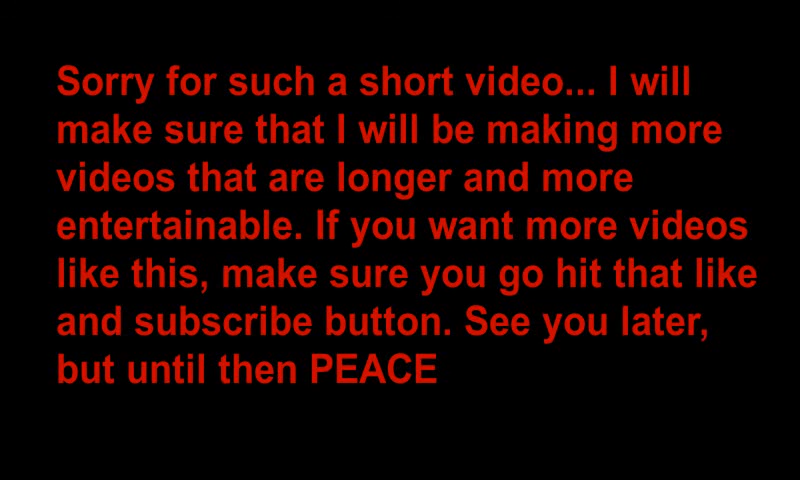 Sorry for such a short video... I will
make sure that I will be making more
videos that are longer and more
entertainable. If you want more videos
like this, make sure you go hit that like
and subscribe button. See you later,
but until then PEACE